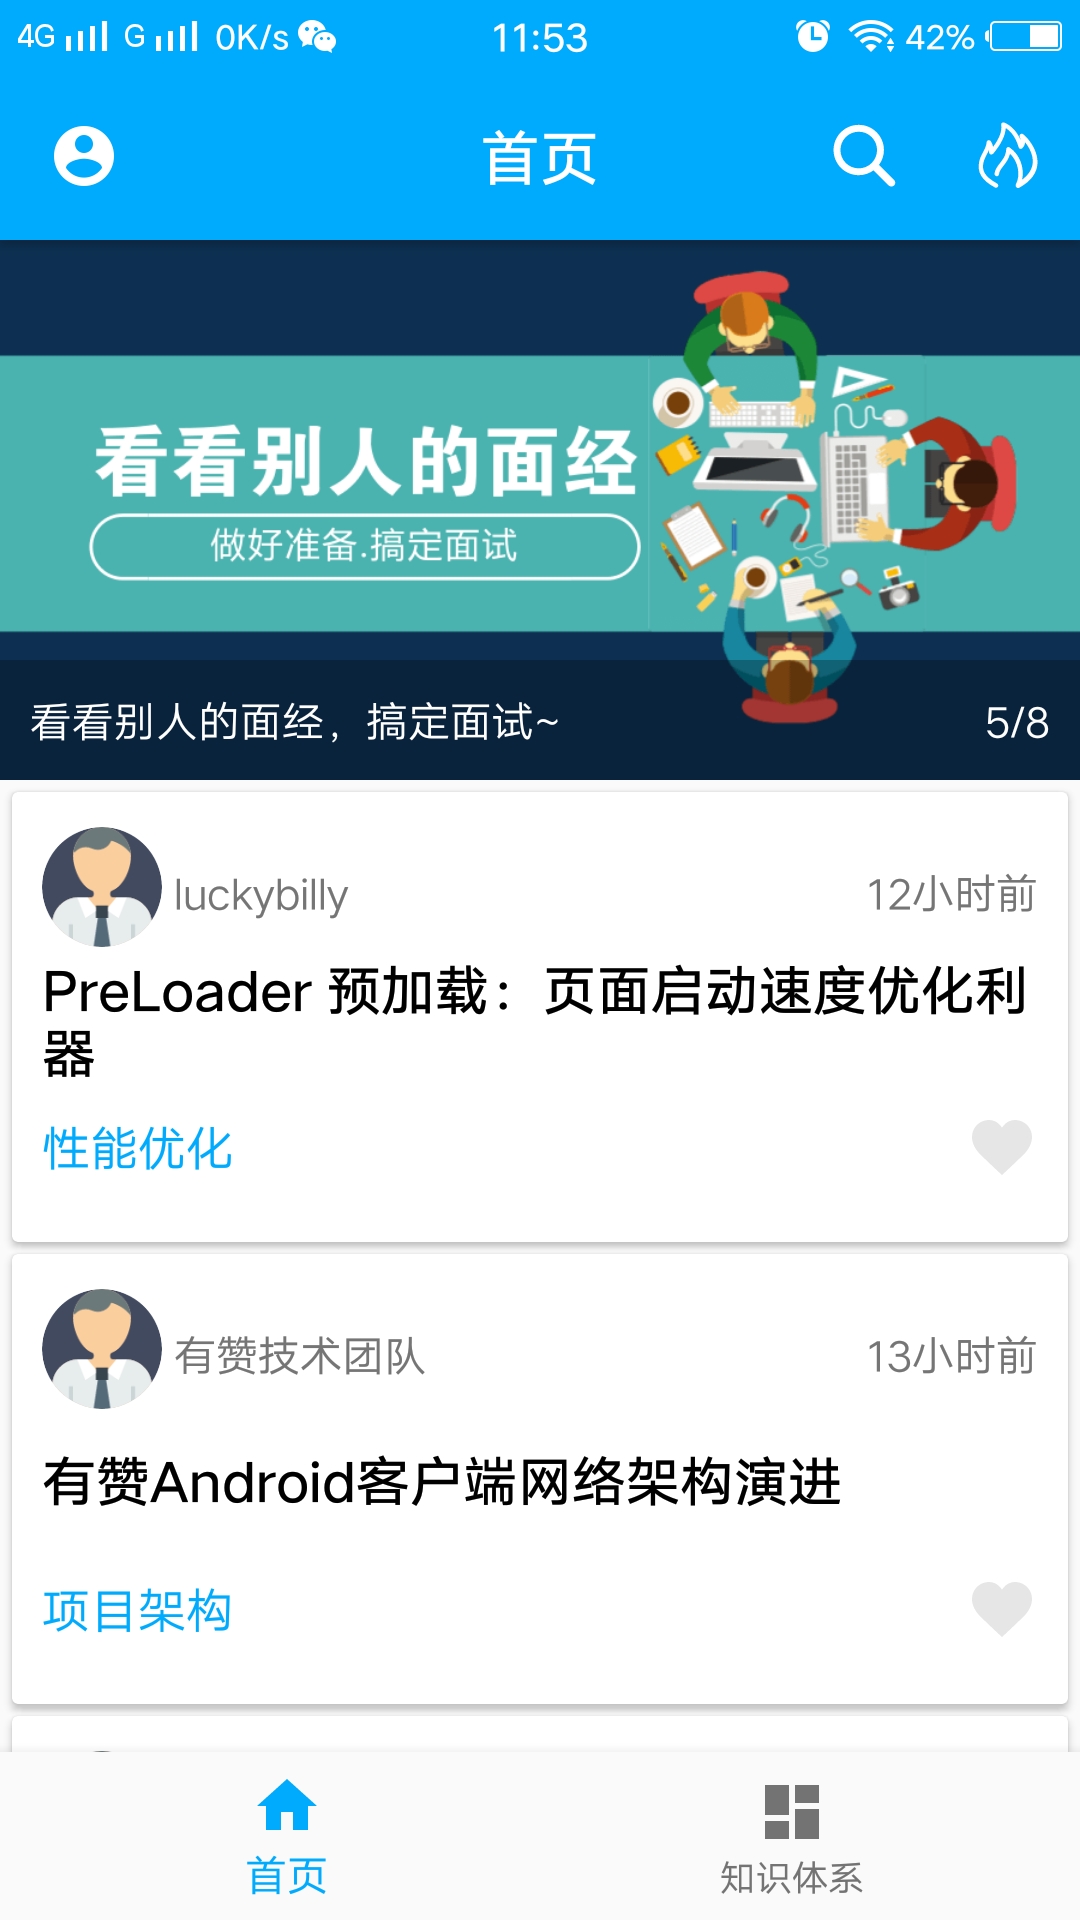 4G G 0K/s 11:53 42%
首页
看看别人的面经
做好准备.搞定面试
看看别人的面经，搞定面试~ 5/8
luckybilly 12小时前
PreLoader 预加载：页面启动速度优化利
器
性能优化
有赞技术团队 13小时前
有赞Android客户端网络架构演进
项目架构
首页 知识体系